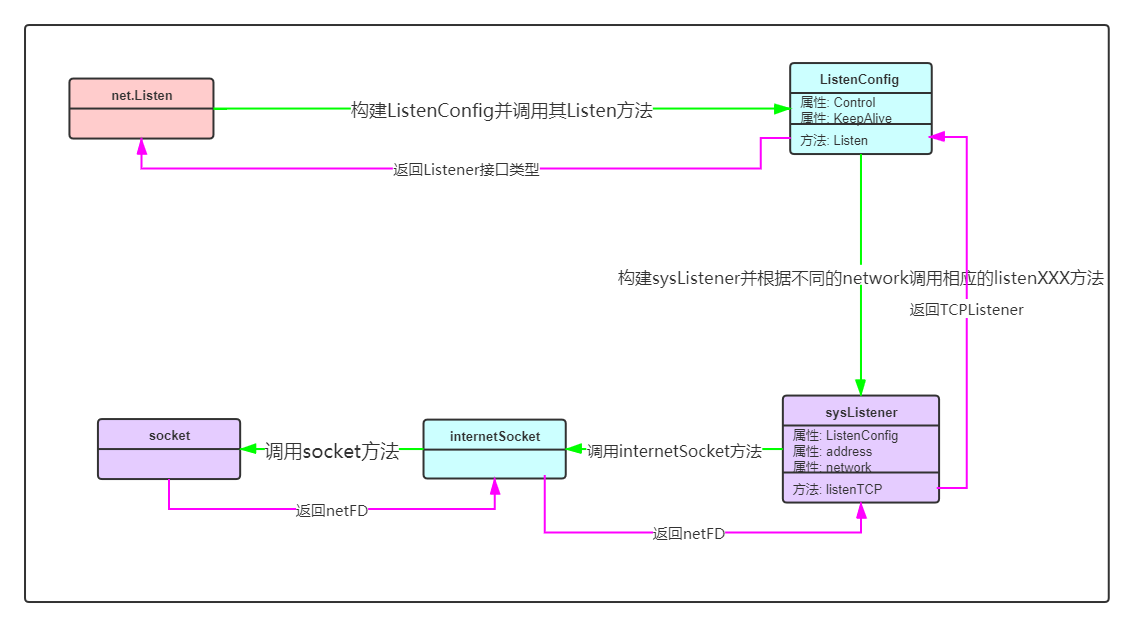 net.Listen
构建ListenConfig并调用其Listen方法
ListenConfig
属性: Control
属性: KeepAlive
方法: Listen
返回Listener接口类型
构建sysListener并根据不同的network调用相应的listenXXX方法
返回TCPListener
sysListener
属性: ListenConfig
属性: address
属性: network
方法: listenTCP
socket
调用socket方法
internetSocket
调用internetSocket方法
返回netFD
返回netFD